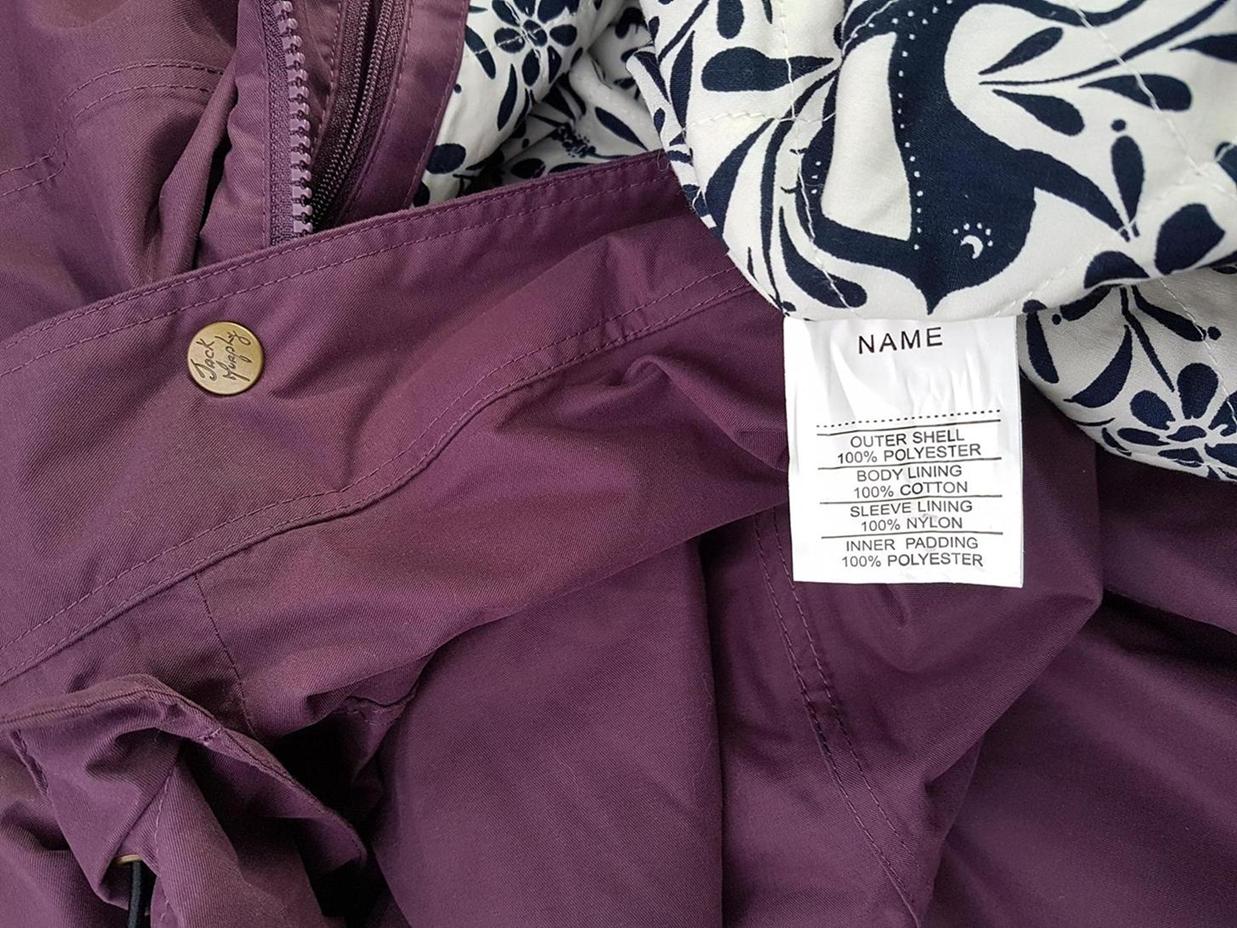 Jack
Murphy
NAME
OUTER SHELL
100% POLYESTER
BODY LINING
100% COTTON
SLEEVE LINING
100% NYLON
INNER PADDING
100% POLYESTER